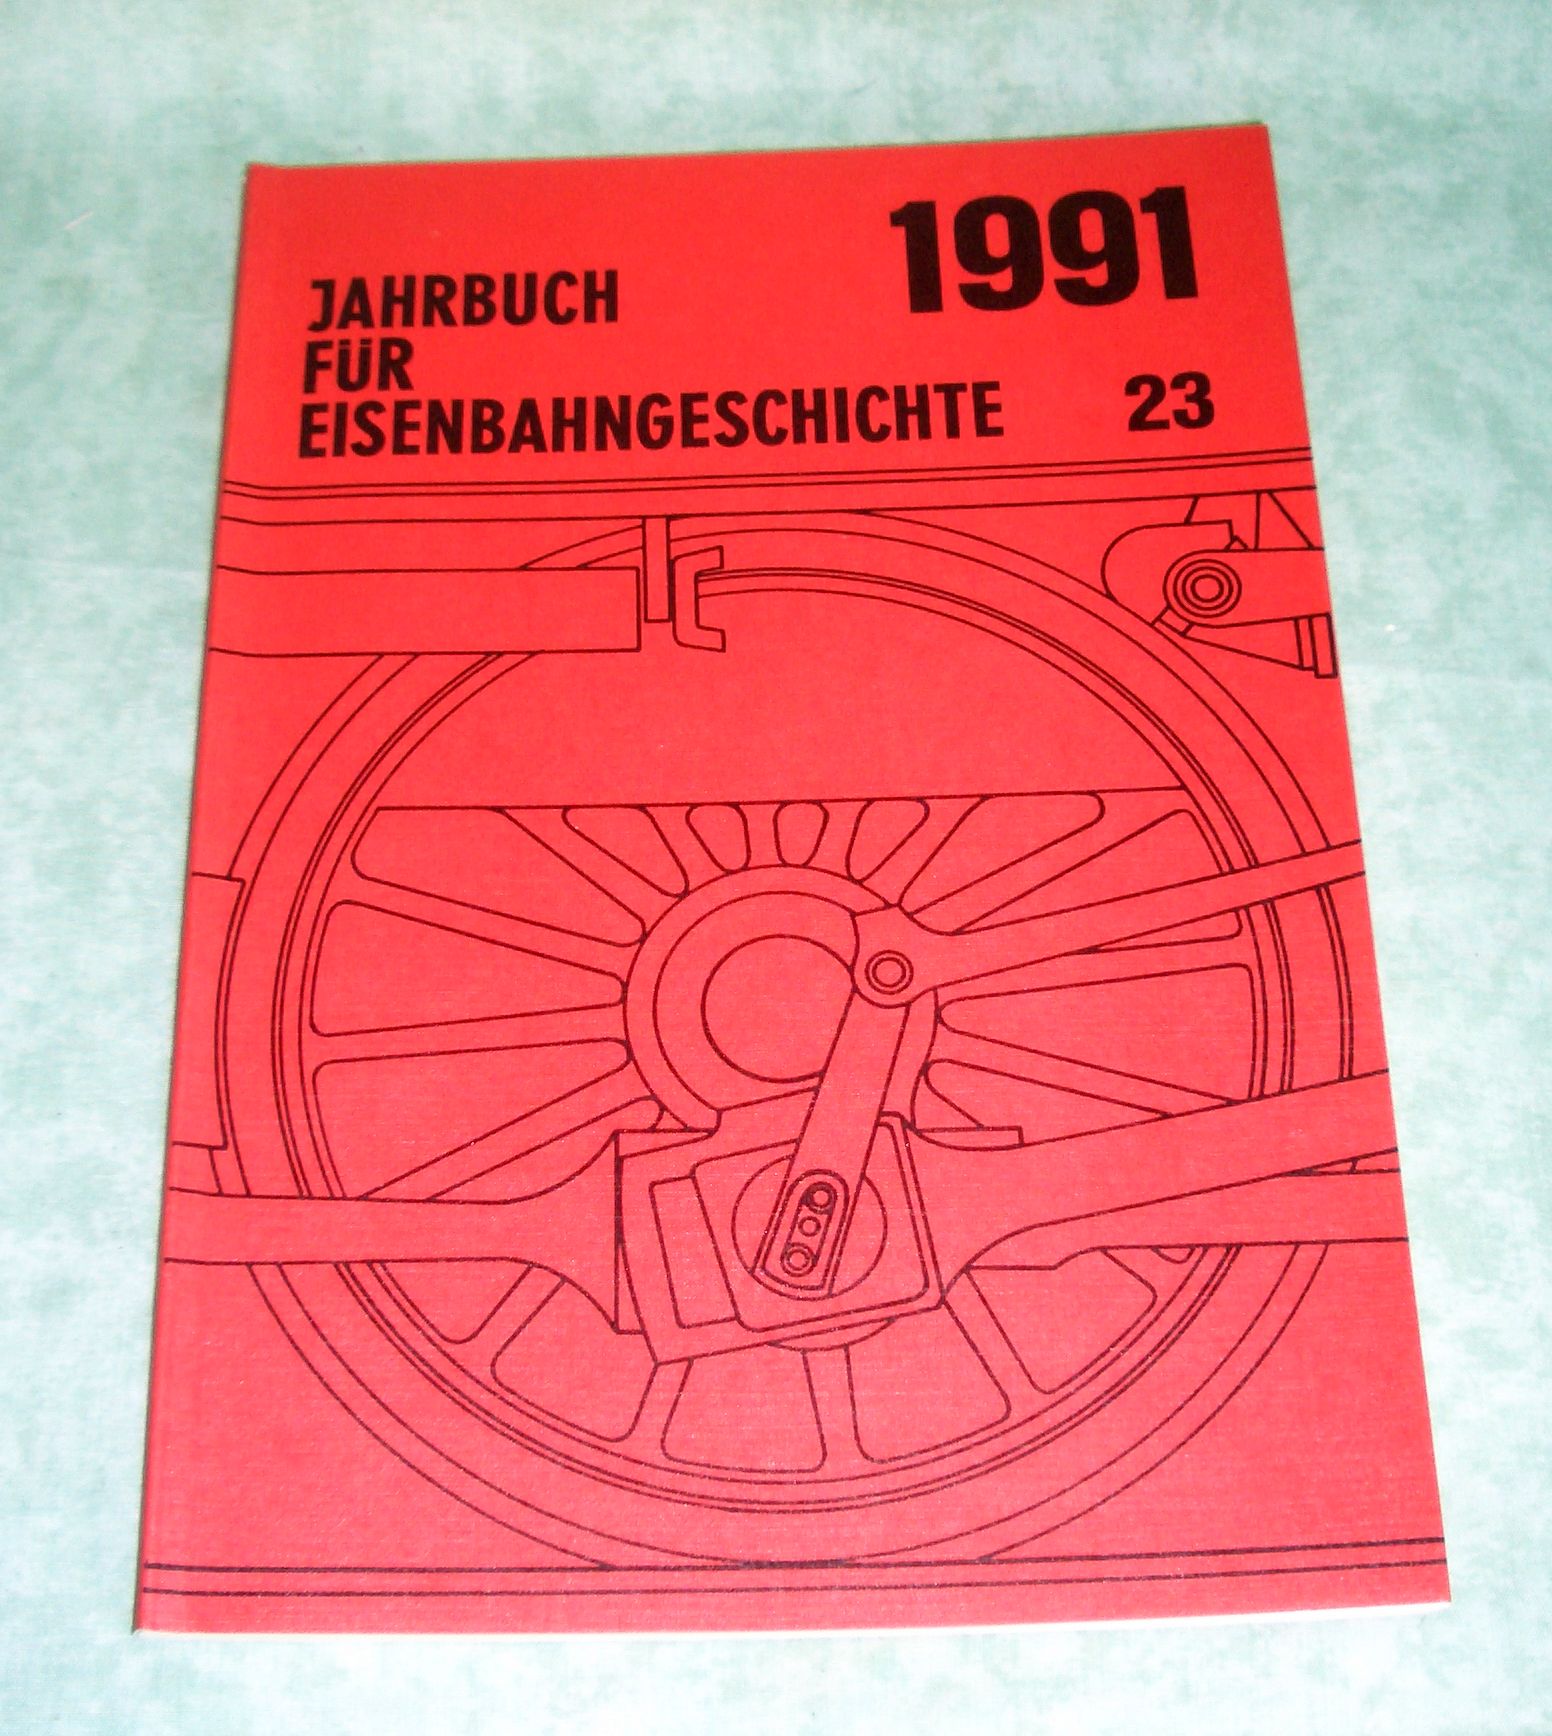 1991
JAHRBUCH
FÜR
EISENBAHNGESCHICHTE 23